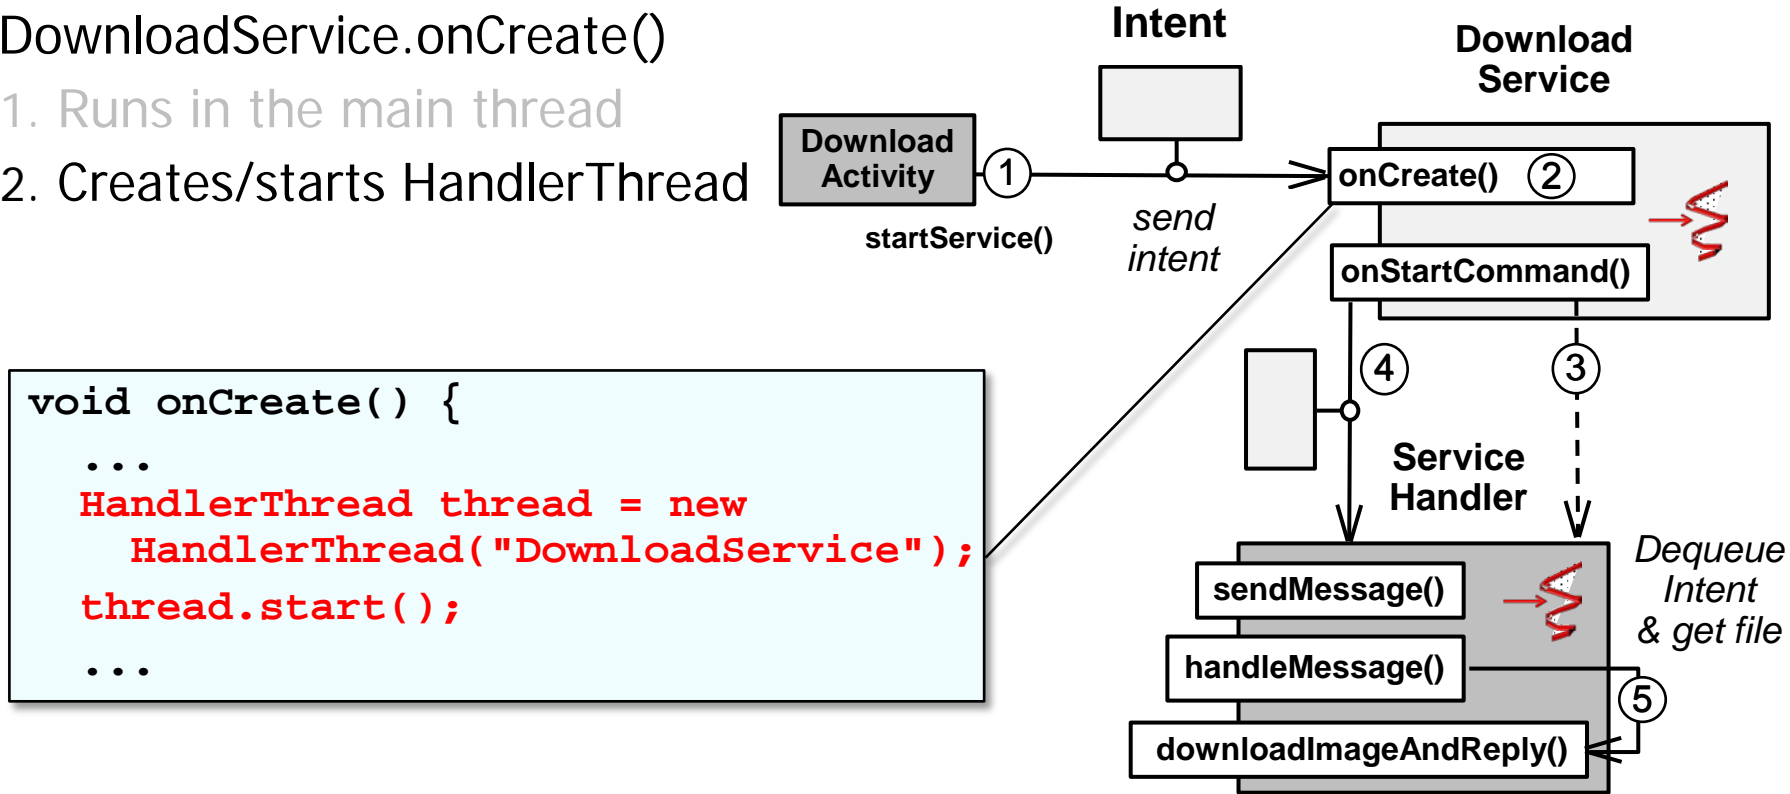 DownloadService.onCreate()
1. Runs in the main thread
2. Creates/starts HandlerThread
void onCreate() {
...
HandlerThread thread = new
HandlerThread("DownloadService");
thread.start();
...
Intent
Download
Service
Download
Activity
1
startService()
send
intent
onCreate() 2
onStartCommand()
4
3
Service
Handler
sendMessage()
handleMessage()
downloadImageAndReply()
5
Dequeue
Intent
& get file